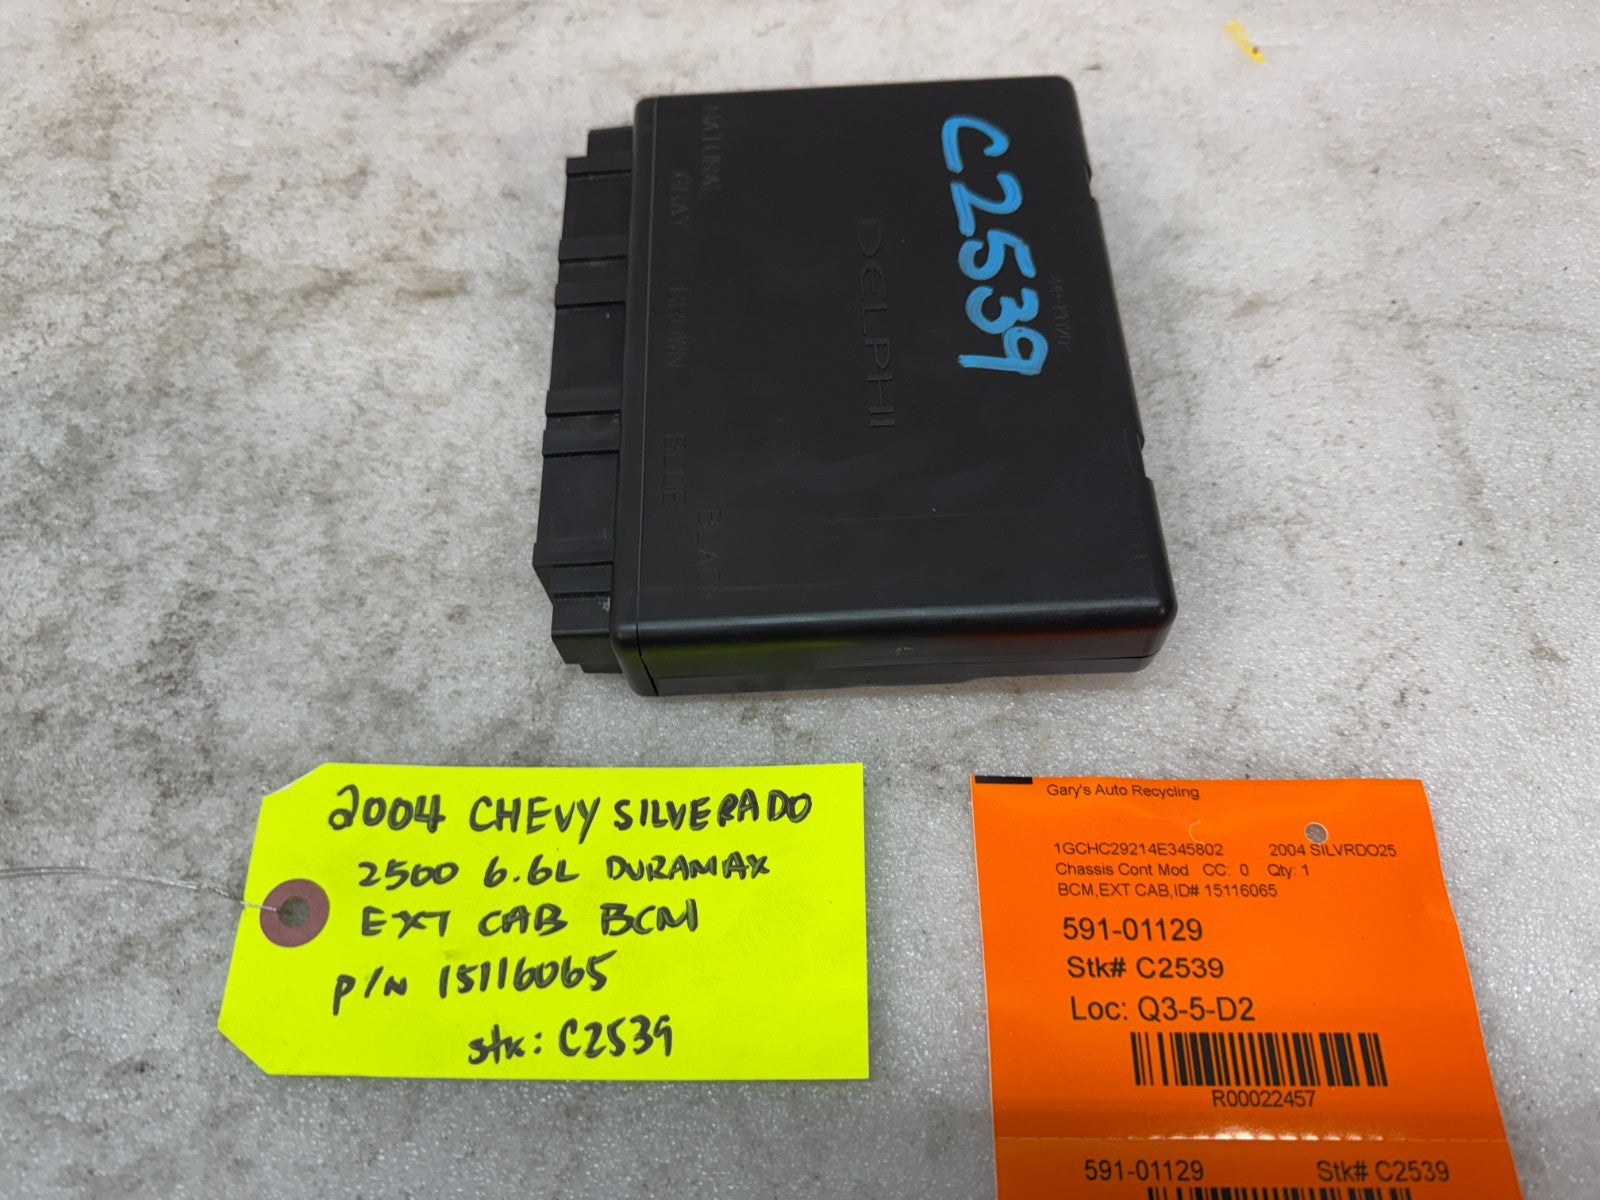 C2539
DELPHI
NATURAL
GRAY
BROWN
BLUE
BLACK
2004 CHEVY SILVERADO
2500 6.6L DURAMAX
EXT CAB BCM
P/N 15116065
stk: C2539
Gary's Auto Recycling
1GCHC29214E345802 2004 SILVRDO25
Chassis Cont Mod CC: 0 Qty: 1
BCM,EXT CAB,ID# 15116065
591-01129
Stk# C2539
Loc: Q3-5-D2
R00022457
591-01129 Stk# C2539